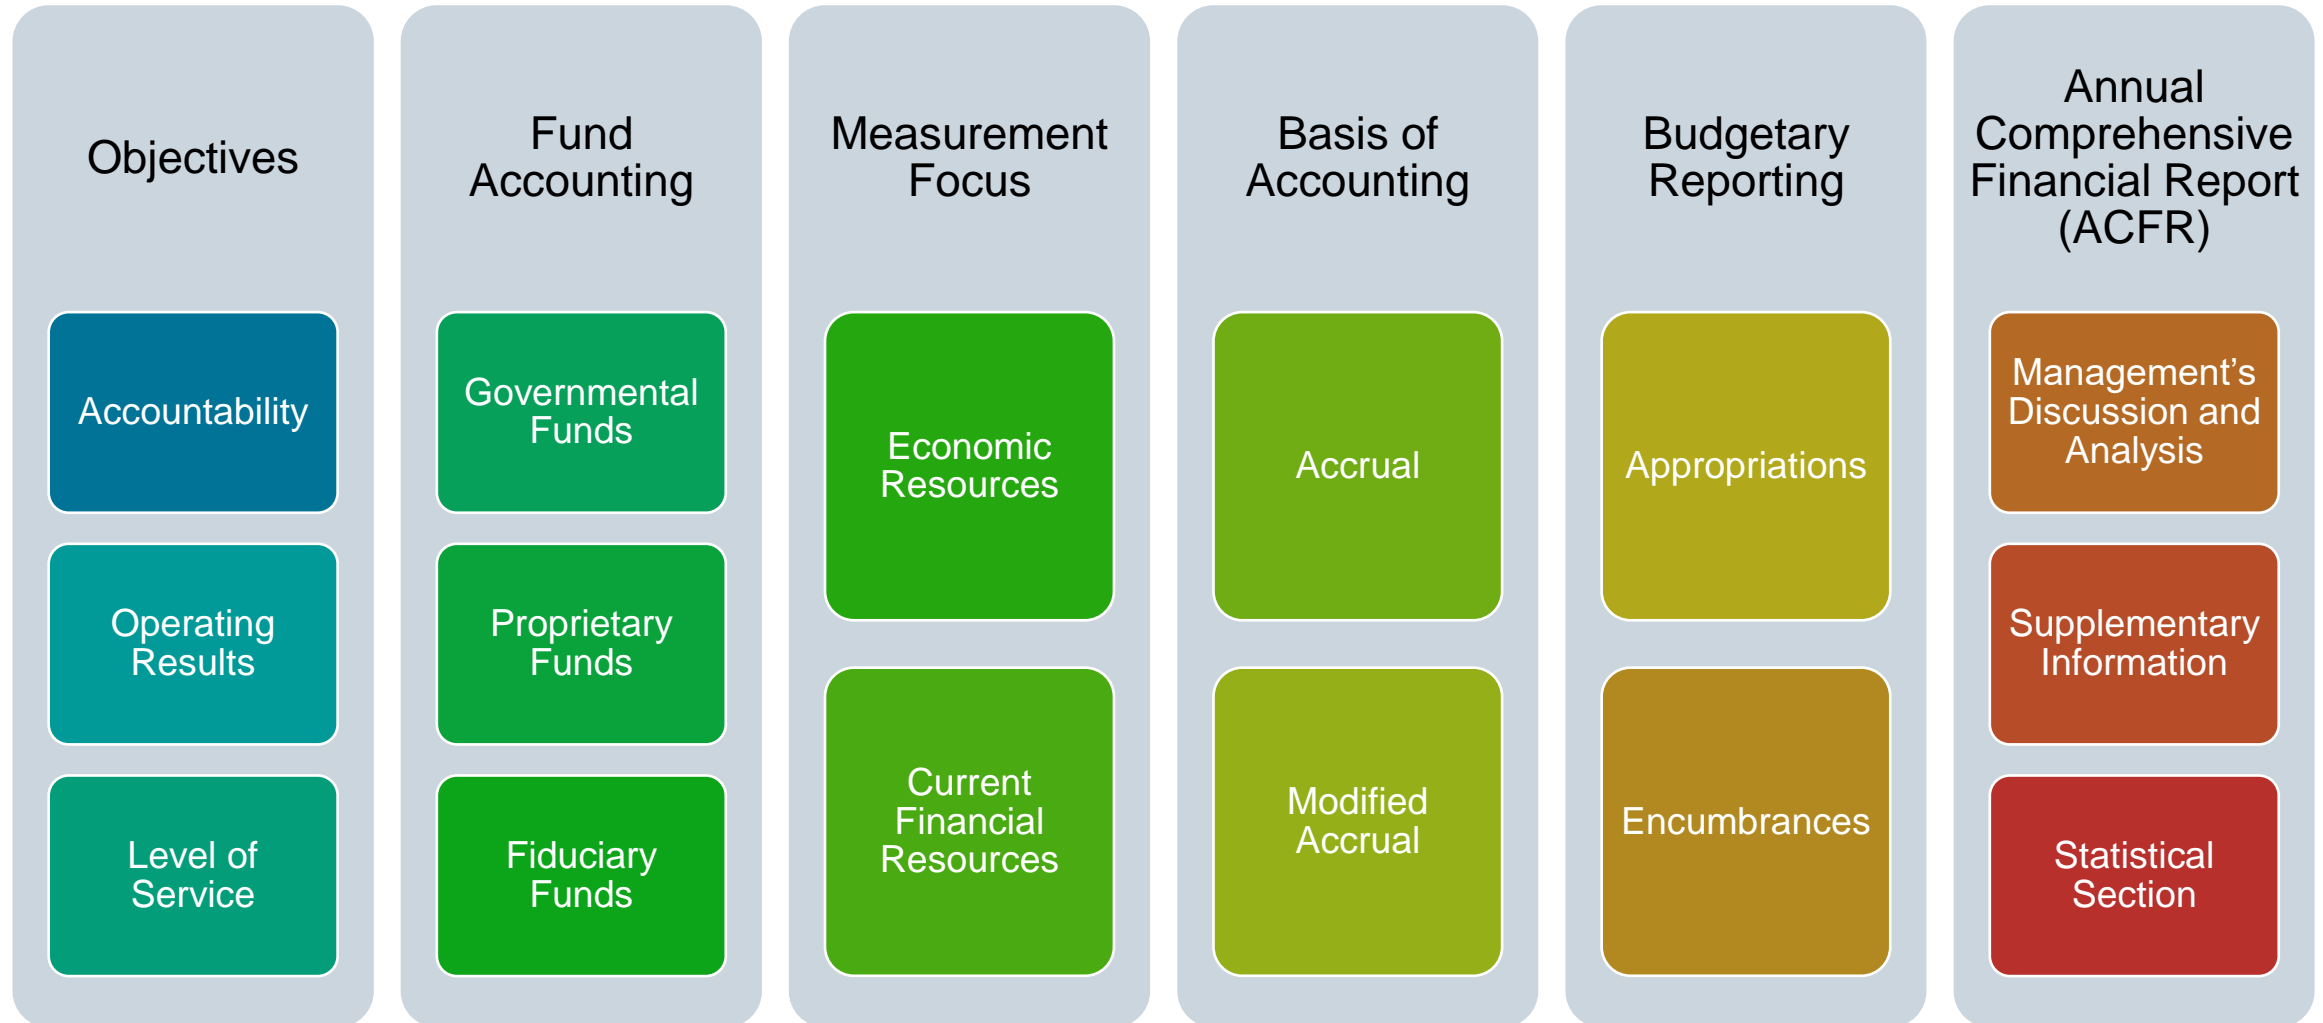 Objectives
Accountability
Operating
Results
Level of
Service
Fund
Accounting
Governmental
Funds
Proprietary
Funds
Fiduciary
Funds
Measurement
Focus
Economic
Resources
Current
Financial
Resources
Basis of
Accounting
Accrual
Modified
Accrual
Budgetary
Reporting
Appropriations
Encumbrances
Annual
Comprehensive
Financial Report
(ACFR)
Management’s
Discussion and
Analysis
Supplementary
Information
Statistical
Section